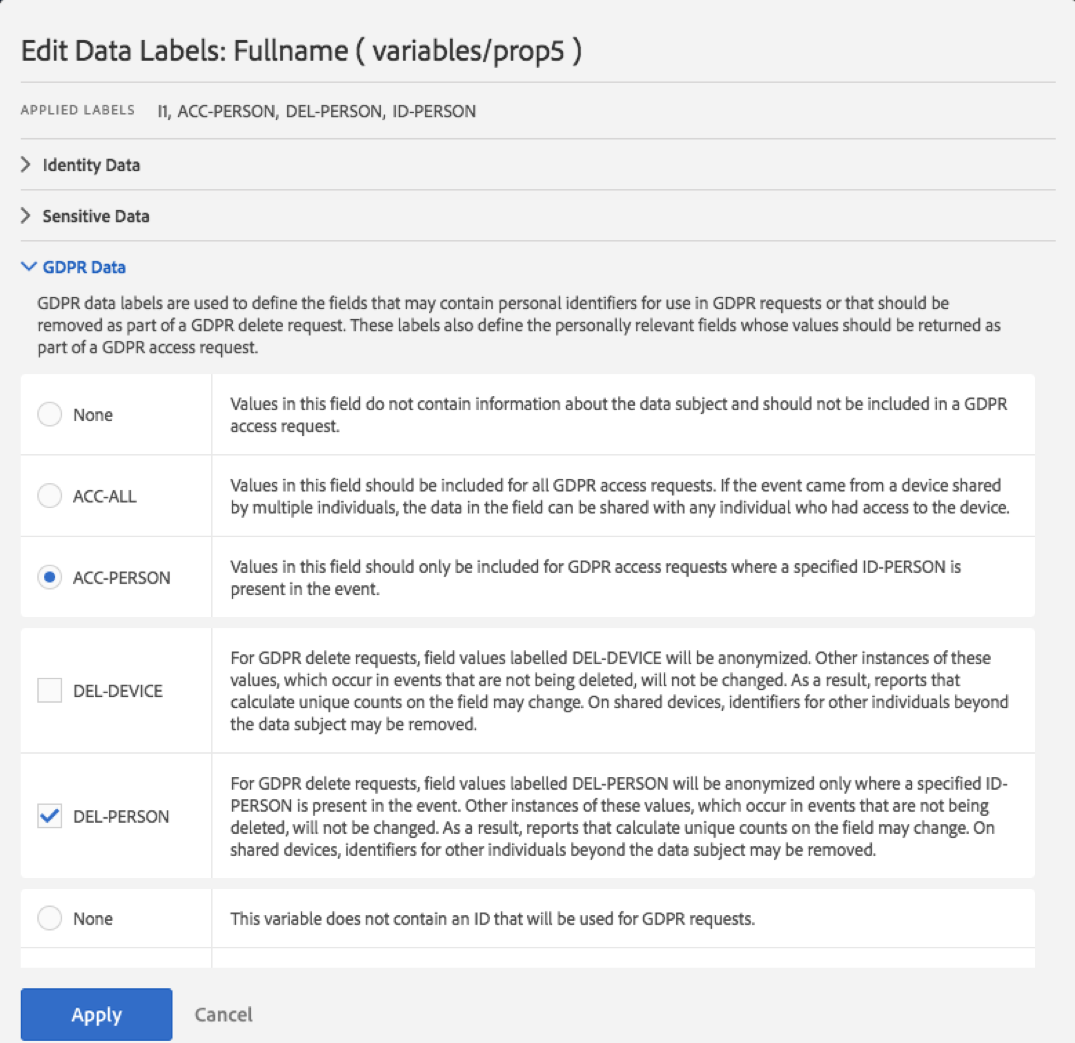 Edit Data Labels: Fullname ( variables/prop5 )
APPLIED LABELS I1, ACC-PERSON, DEL-PERSON, ID-PERSON
Identity Data
Sensitive Data
GDPR Data
GDPR data labels are used to define the fields that may contain personal identifiers for use in GDPR requests or that should be
removed as part of a GDPR delete request. These labels also define the personally relevant fields whose values should be returned as
part of a GDPR access request.
None
Values in this field do not contain information about the data subject and should not be included in a GDPR
access request.
ACC-ALL
Values in this field should be included for all GDPR access requests. If the event came from a device shared
by multiple individuals, the data in the field can be shared with any individual who had access to the device.
ACC-PERSON
Values in this field should only be included for GDPR access requests where a specified ID-PERSON is
present in the event.
DEL-DEVICE
For GDPR delete requests, field values labelled DEL-DEVICE will be anonymized. Other instances of these
values, which occur in events that are not being deleted, will not be changed. As a result, reports that
calculate unique counts on the field may change. On shared devices, identifiers for other individuals beyond
the data subject may be removed.
DEL-PERSON
For GDPR delete requests, field values labelled DEL-PERSON will be anonymized only where a specified ID-
PERSON is present in the event. Other instances of these values, which occur in events that are not being
deleted, will not be changed. As a result, reports that calculate unique counts on the field may change. On
shared devices, identifiers for other individuals beyond the data subject may be removed.
None
This variable does not contain an ID that will be used for GDPR requests.
Apply Cancel